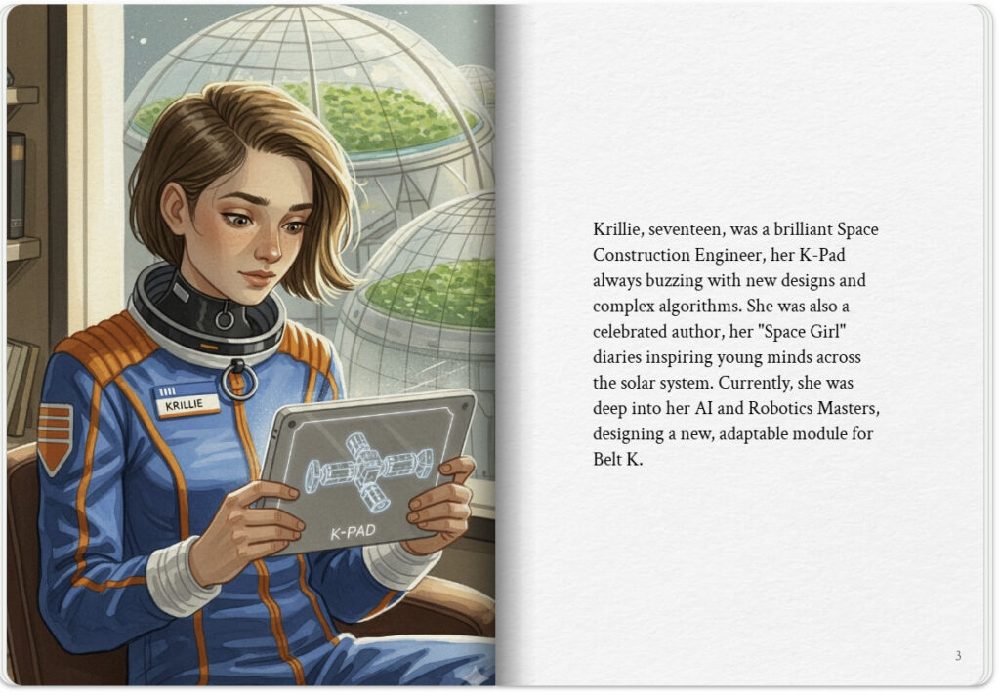 KRILLIE
K-PAD
Krillie, seventeen, was a brilliant Space
Construction Engineer, her K-Pad
always buzzing with new designs and
complex algorithms. She was also a
celebrated author, her "Space Girl"
diaries inspiring young minds across
the solar system. Currently, she was
deep into her AI and Robotics Masters,
designing a new, adaptable module for
Belt K.
3